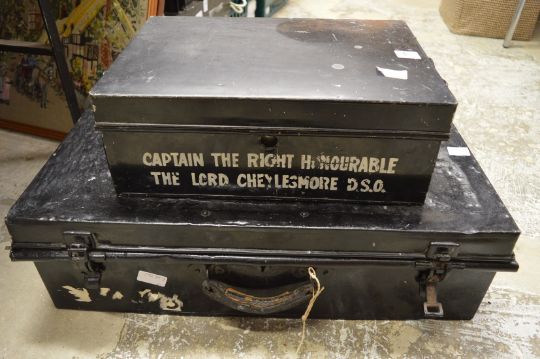 CAPTAIN THE RIGHT HONOURABLE
THE LORD CHEYLESMORE D.S.O.